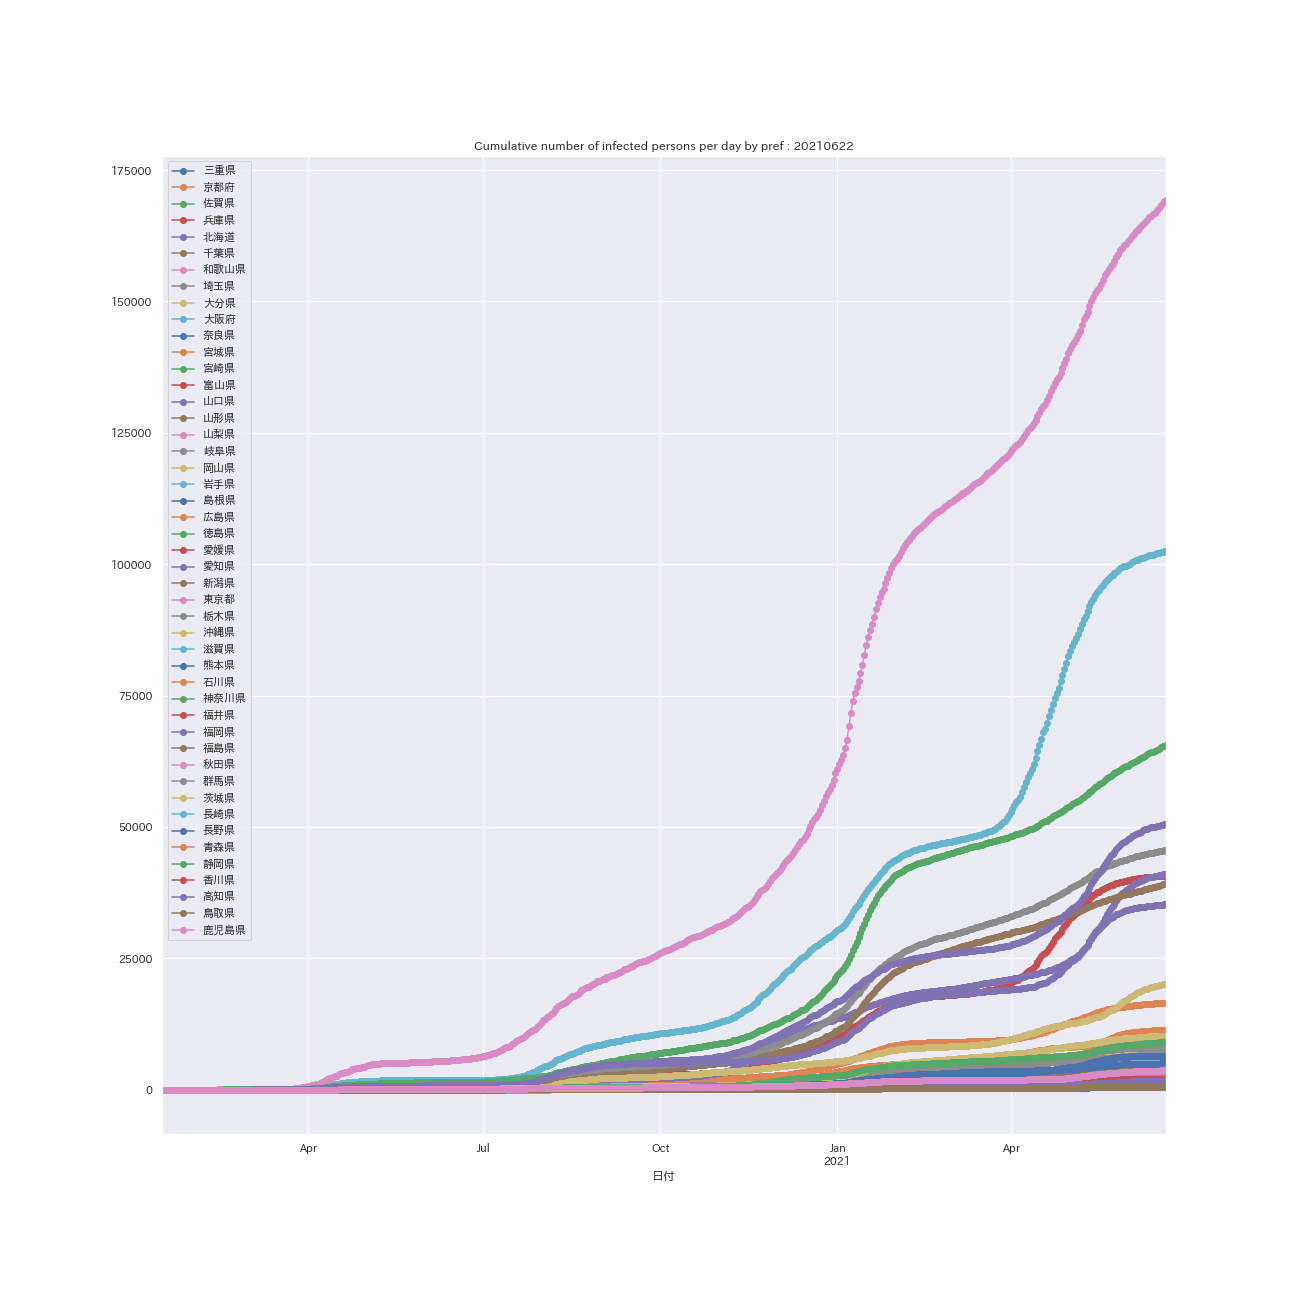 Cumulative number of infected persons per day by pref : 20210622
175000
150000
125000
100000
75000
50000
25000
0
三重県
京都府
佐賀県
兵庫県
北海道
千葉県
和歌山県
埼玉県
大分県
大阪府
奈良県
宮城県
宮崎県
富山県
山口県
山形県
山梨県
岐阜県
岡山県
岩手県
島根県
広島県
徳島県
愛媛県
愛知県
新潟県
東京都
栃木県
沖縄県
滋賀県
熊本県
石川県
神奈川県
福井県
福岡県
福島県
秋田県
群馬県
茨城県
長崎県
長野県
青森県
静岡県
香川県
高知県
鳥取県
鹿児島県
Apr Jul Oct Jan Apr
2021
日付